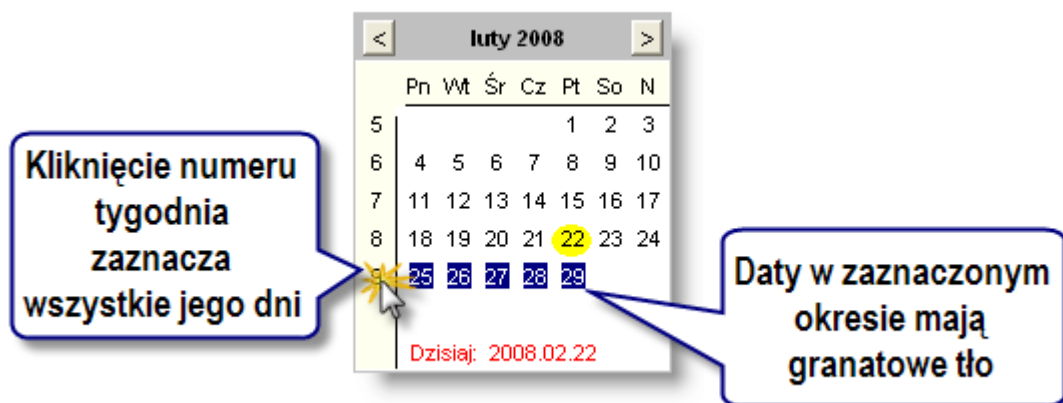 < luty 2008 >
Pn Wt Śr Cz Pt So N
5 1 2 3
6 4 5 6 7 8 9 10
7 11 12 13 14 15 16 17
8 18 19 20 21 22 23 24
9 25 26 27 28 29
Dzisiaj: 2008.02.22
Kliknięcie numeru
tygodnia
zaznacza
wszystkie jego dni
Daty w zaznaczonym
okresie mają
granatowe tło